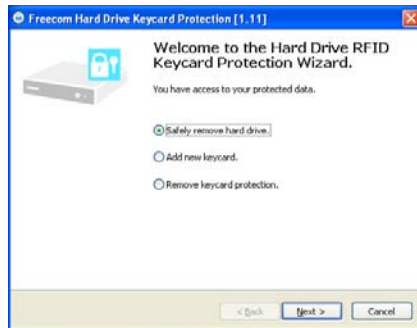 Freecom Hard Drive Keycard Protection [1.11]
Welcome to the Hard Drive RFID
Keycard Protection Wizard.
You have access to your protected data.
Safely remove hard drive.
Add new keycard.
Remove keycard protection.
< Back
Next >
Cancel